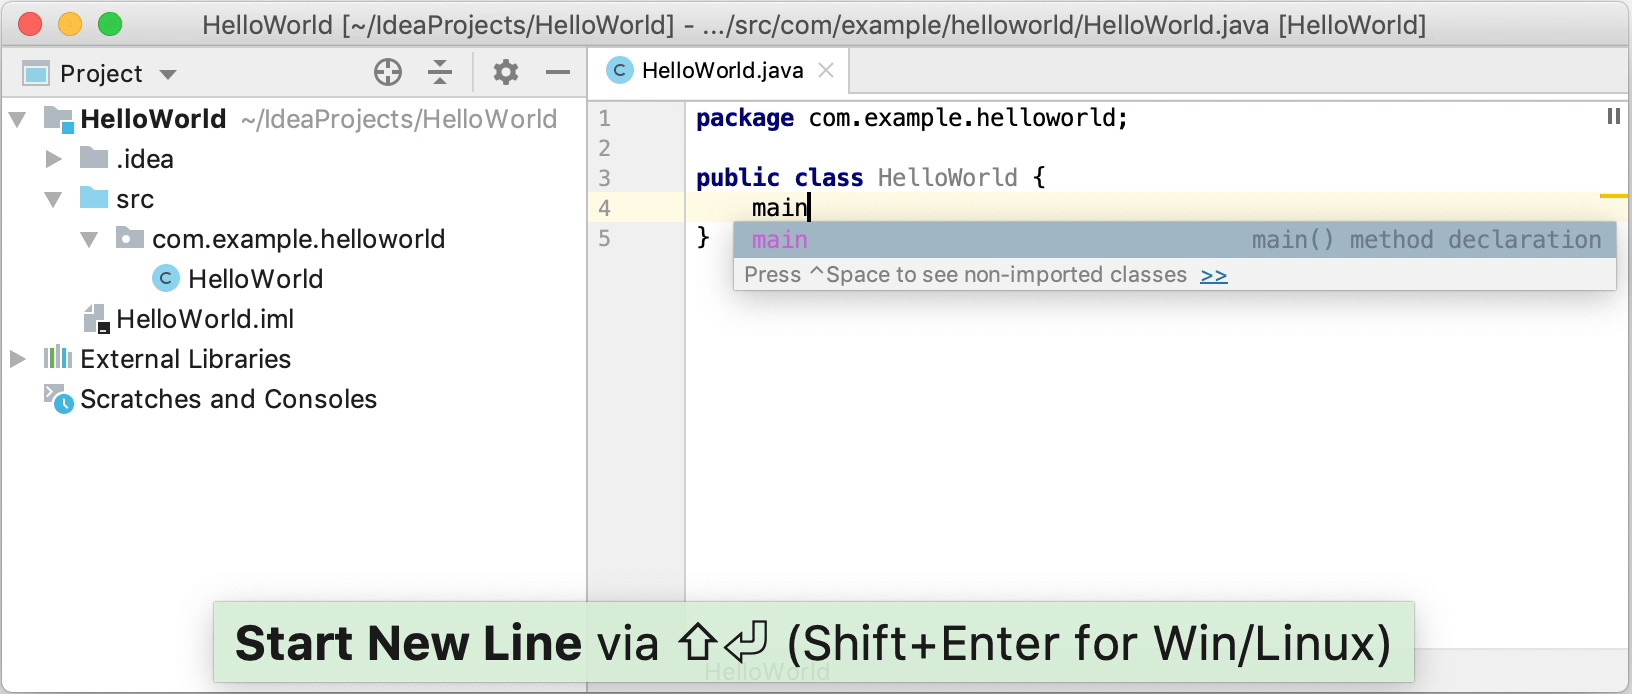 HelloWorld [~/IdeaProjects/HelloWorld] - .../src/com/example/helloworld/HelloWorld.java [HelloWorld]
Project
HelloWorld ~/IdeaProjects/HelloWorld
.idea
src
com.example.helloworld
C HelloWorld
HelloWorld.iml
External Libraries
Scratches and Consoles
C HelloWorld.java
1 package com.example.helloworld;
2
3 public class HelloWorld {
4 main
5 }
main main() method declaration
Press ^Space to see non-imported classes >>
Start New Line via ⇧⏎ (Shift+Enter for Win/Linux)
HelloWorld